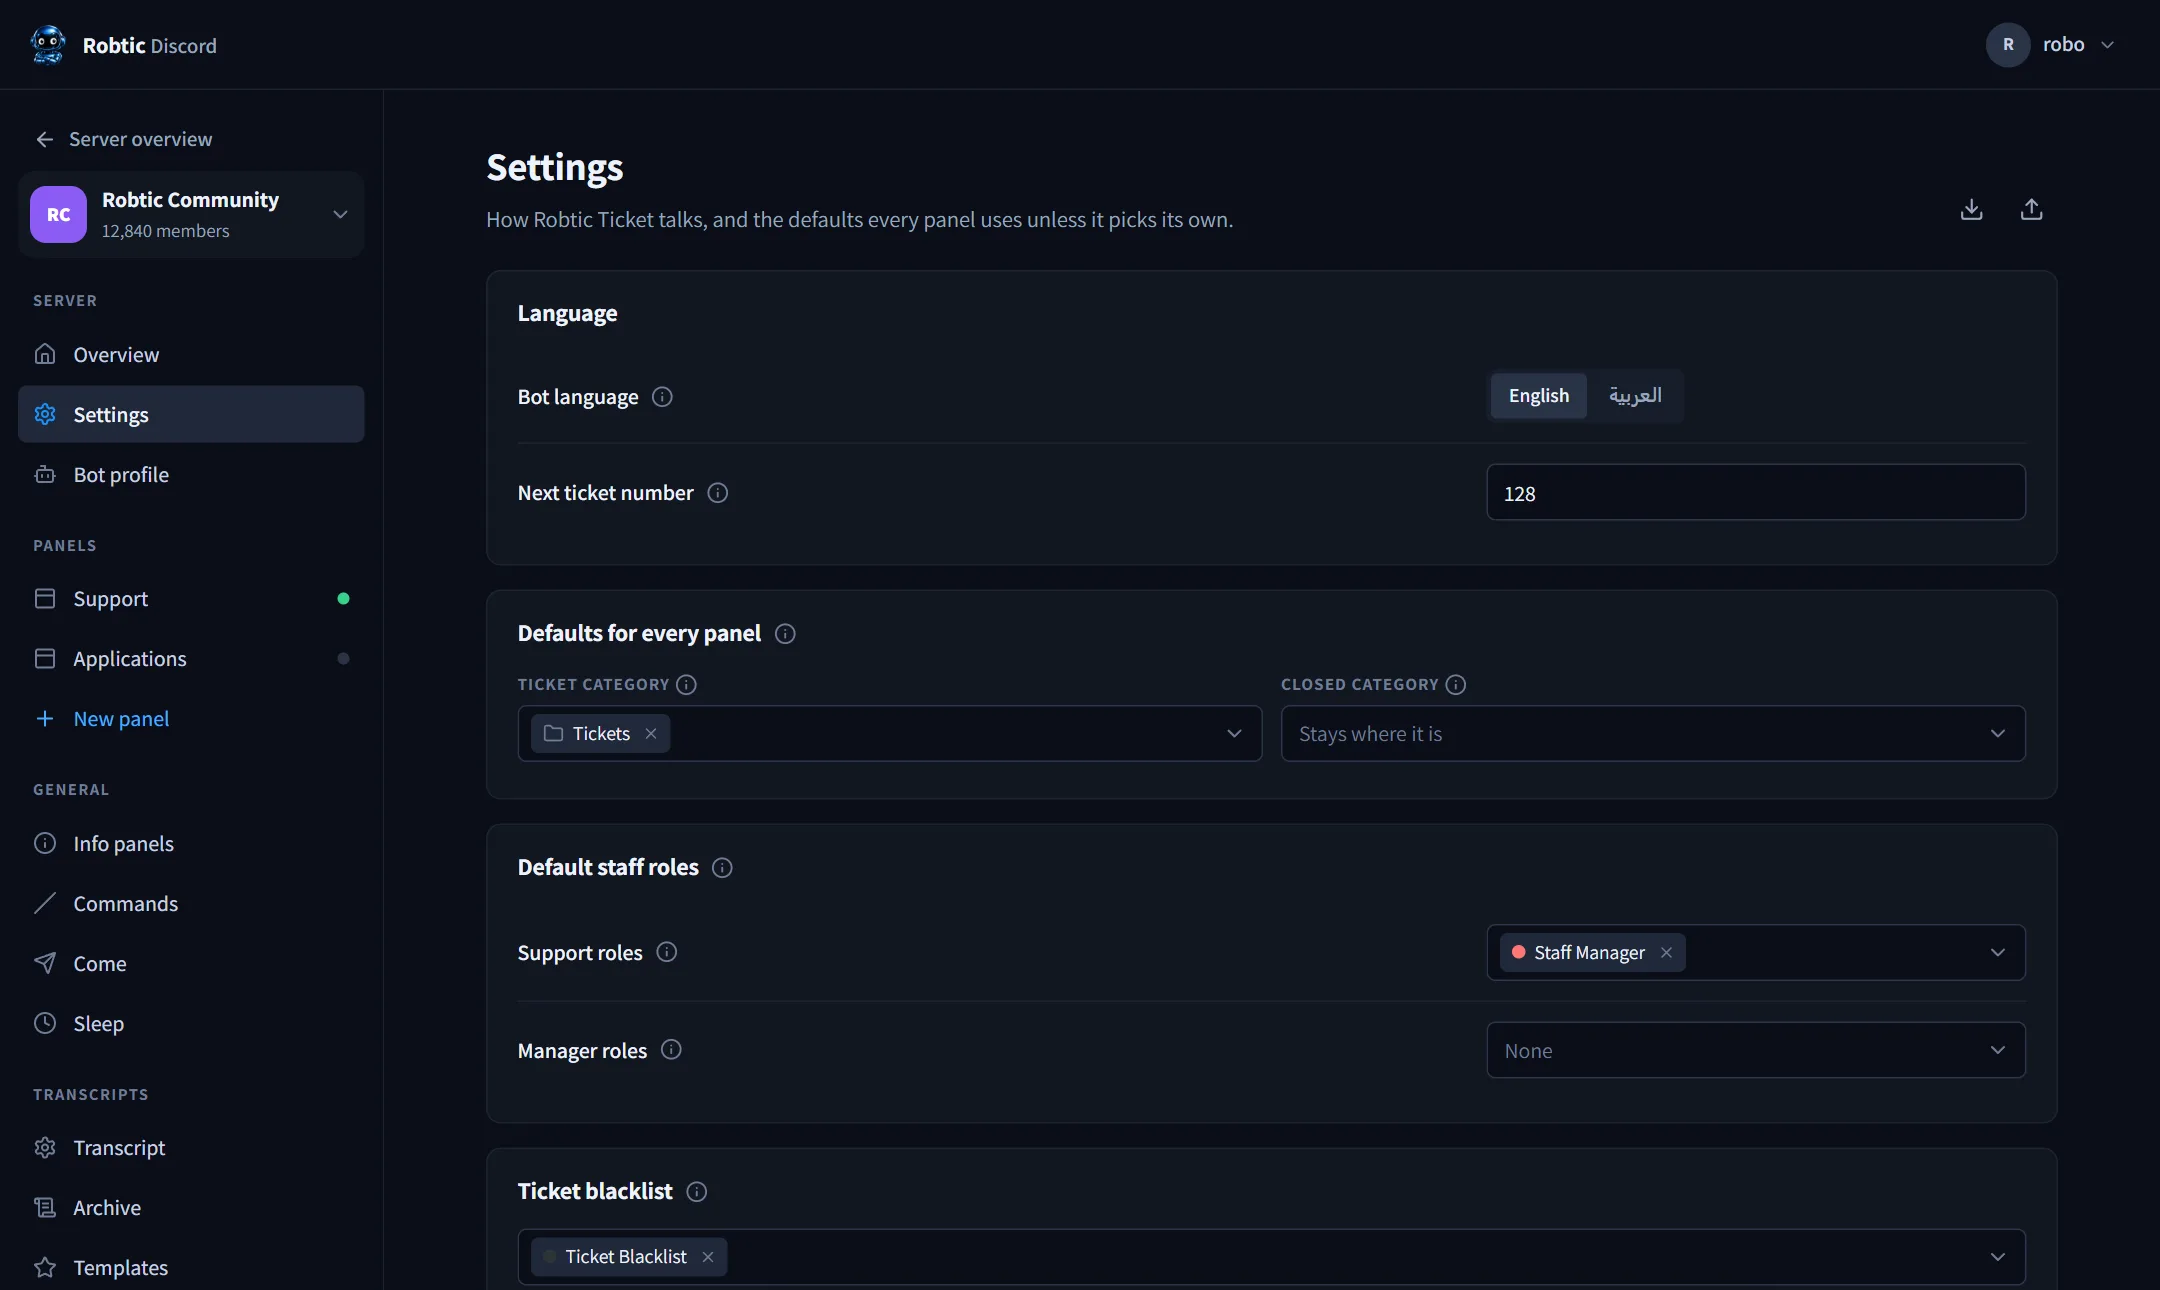 Robtic Discord
R
robo
Server overview
RC
Robtic Community
12,840 members
SERVER
Overview
Settings
Bot profile
PANELS
Support
Applications
New panel
GENERAL
Info panels
Commands
Come
Sleep
TRANSCRIPTS
Transcript
Archive
Templates
Settings
How Robtic Ticket talks, and the defaults every panel uses unless it picks its own.
Language
Bot language
English
العربية
Next ticket number
128
Defaults for every panel
TICKET CATEGORY
CLOSED CATEGORY
Tickets
Stays where it is
Default staff roles
Support roles
Staff Manager
Manager roles
None
Ticket blacklist
Ticket Blacklist